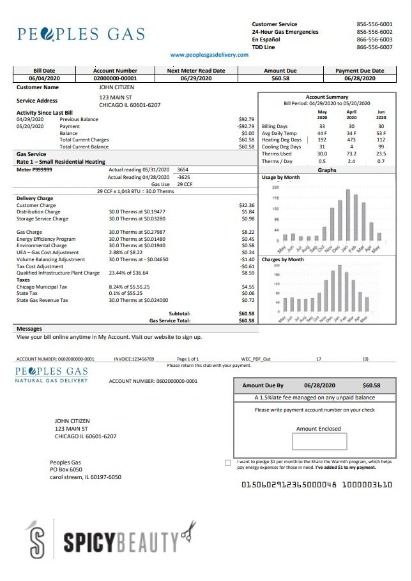 PEOPLES GAS
Customer Service 856-556-6001
24-Hour Gas Emergencies 856-556-6002
En Español 866-556-6003
TDD Line 866-556-6007
www.peoplesgasdelivery.com
Bill Date Account Number Next Meter Read Date Amount Due Payment Due Date
06/04/2020 02000000-00001 06/29/2020 $60.58 06/28/2020
Customer Name JOHN CITIZEN
Service Address 123 MAIN ST
CHICAGO IL 60601-6207
Activity Since Last Bill
04/29/2020 Previous Balance $92.79
05/20/2020 Payment -$92.79
Balance $0.00
Total Current Charges $60.58
Total Current Balance $60.58
Gas Service
Rate 1 – Small Residential Heating
Meter P999999 Actual reading 05/31/2020 3654
Actual Reading 04/28/2020 -3625
Gas Use 29 CCF
29 CCF x 1,043 BTU = 30.0 Therms
Delivery Charge
Customer Charge $32.36
Distribution Charge 30.0 Therms at $0.19477 $5.84
Storage Service Charge 30.0 Therms at $0.03260 $0.98
Gas Charge 30.0 Therms at $0.27987 $8.22
Energy Efficiency Program 30.0 Therms at $0.01490 $0.45
Environmental Charge 30.0 Therms at $0.01940 $0.58
UEA – Gas Cost Adjustment 2.88% of $8.22 $0.24
Volume Balancing Adjustment 30.0 Therms at -$0.04650 -$1.40
Tax Cost Adjustment -$0.61
Qualified Infrastructure Plant Charge 23.44% of $36.64 $8.59
Taxes
Chicago Municipal Tax 8.24% of $5,55.25 $4.55
State Tax 0.1% of $55.25 $0.06
State Gas Revenue Tax 30.0 Therms at $0.024000 $0.72
Subtotal: $60.58
Gas Service Total: $60.58
Account Summary
Bill Period: 04/29/2020 to 05/20/2020
May 2020 April 2020 May 2020
Billing Days 33 30 30
Avg Daily Temp 44 F 34 F 53 F
Heating Deg Days 192 475 112
Cooling Deg Days 31 4 99
Therms Used 30.0 73.2 23.5
Therms / Day 0.5 2.6 0.7
Graphs
Usage by Month
Charges by Month
Messages
View your bill online anytime in My Account. Visit our website to sign up.
ACCOUNT NUMBER: 0602000000-0001 INVOICE:123456789 Page 1 of 1 WEC_PDF_Out 17 (3)
Please return this stub with your payment.
PEOPLES GAS
NATURAL GAS DELIVERY
ACCOUNT NUMBER: 0602000000-0001
Amount Due By 06/28/2020 $60.58
A 1.5% late fee managed on any unpaid balance
Please write payment account number on your check
Amount Enclosed
JOHN CITIZEN
123 MAIN ST
CHICAGO IL 60601-6207
Peoples Gas
PO Box 6050
carol stream, IL 60197-6050
I want to pledge $1 per month to the Share the Warmth program, which helps
pay energy expenses for those in need. I've added $1 to my payment.
0150602912365000048 1000003610
SPICYBEAUTY